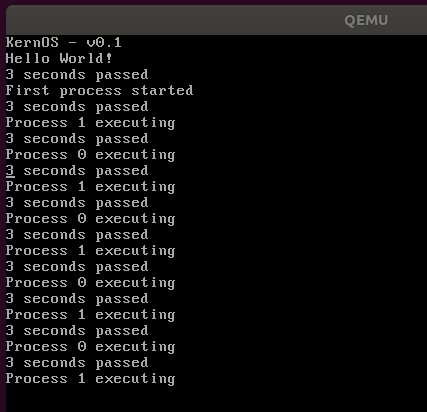 QEMU
KernOS - v0.1
Hello World!
3 seconds passed
First process started
3 seconds passed
Process 1 executing
3 seconds passed
Process 0 executing
3 seconds passed
Process 1 executing
3 seconds passed
Process 0 executing
3 seconds passed
Process 1 executing
3 seconds passed
Process 0 executing
3 seconds passed
Process 1 executing
3 seconds passed
Process 0 executing
3 seconds passed
Process 1 executing